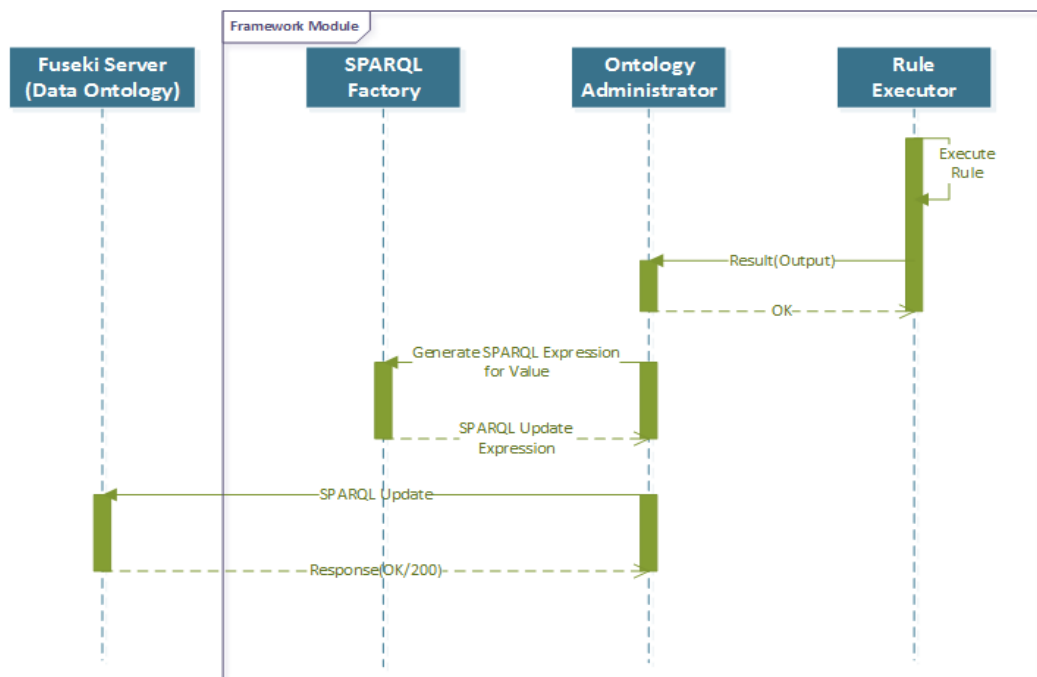 Framework Module
Fuseki Server
(Data Ontology)
SPARQL
Factory
Ontology
Administrator
Rule
Executor
Execute
Rule
Result(Output)
OK
Generate SPARQL Expression
for Value
SPARQL Update
Expression
SPARQL Update
Response(OK/200)